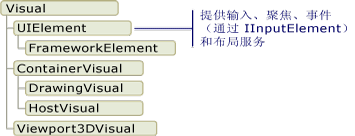 Visual
UIElement
FrameworkElement
ContainerVisual
DrawingVisual
HostVisual
Viewport3DVisual
提供输入、聚焦、事件
（通过 IInputElement）
和布局服务